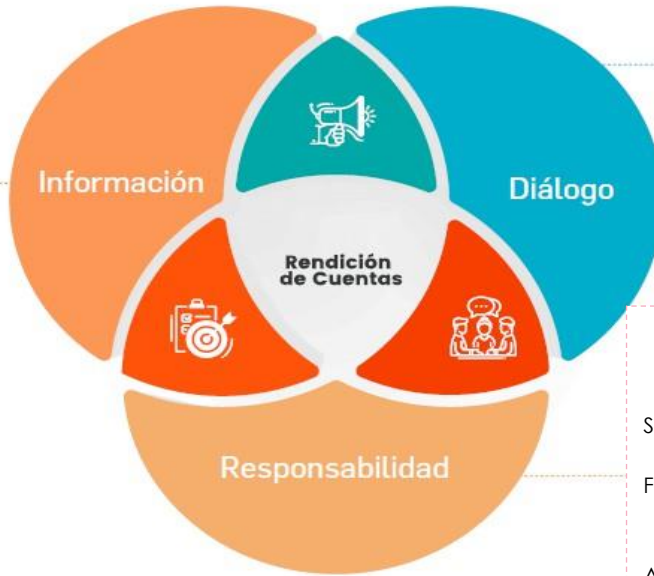 Información
Diálogo
Rendición
de Cuentas
Responsabilidad
S
F